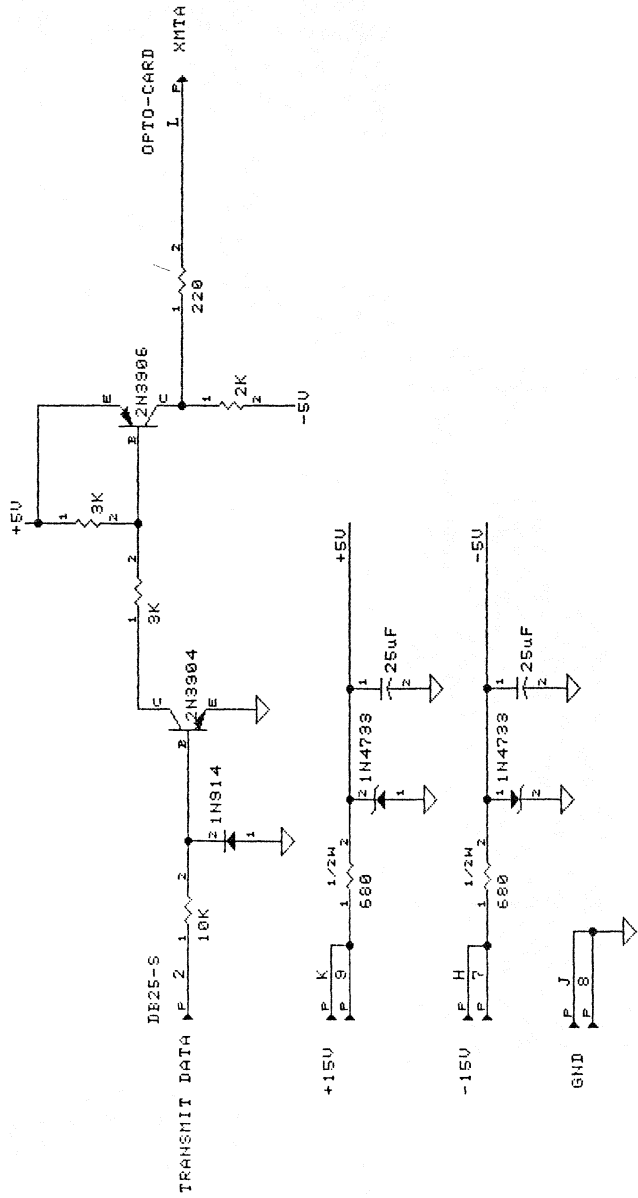 TRANSMIT DATA
DB25-S
P 2
1 2
10K
2 1
1N914
B C E
2N3904
1 2
3K
+5V
1 2
3K
B E C
2N3906
1 2
2K
-5V
1 2
220
OPTO-CARD
L P
XMTA
+15V
P K
P 9
1 2
1/2W
680
2 1
1N4733
1 2
25uF
+5V
-15V
P H
P 7
1 2
1/2W
680
1 2
1N4733
1 2
25uF
-5V
GND
P J
P 8